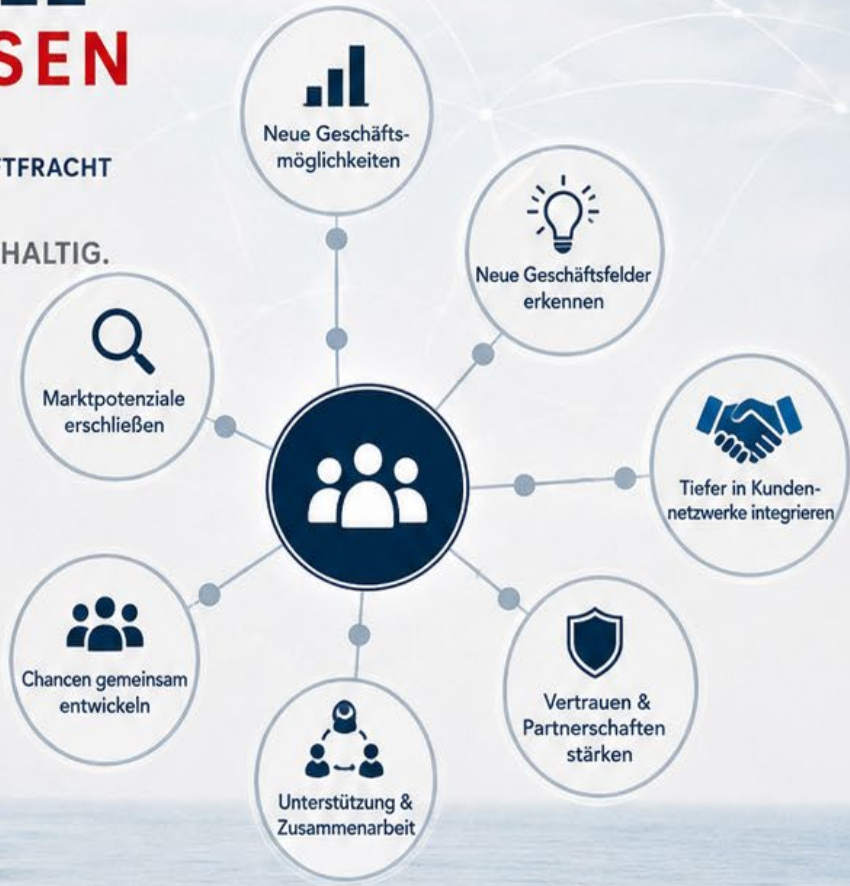 SEN
FTFRACHT
HALTIG.
Neue Geschäfts-
möglichkeiten
Neue Geschäftsfelder
erkennen
Marktpotenziale
erschließen
Tiefer in Kunden-
netzwerke integrieren
Chancen gemeinsam
entwickeln
Vertrauen &
Partnerschaften
stärken
Unterstützung &
Zusammenarbeit